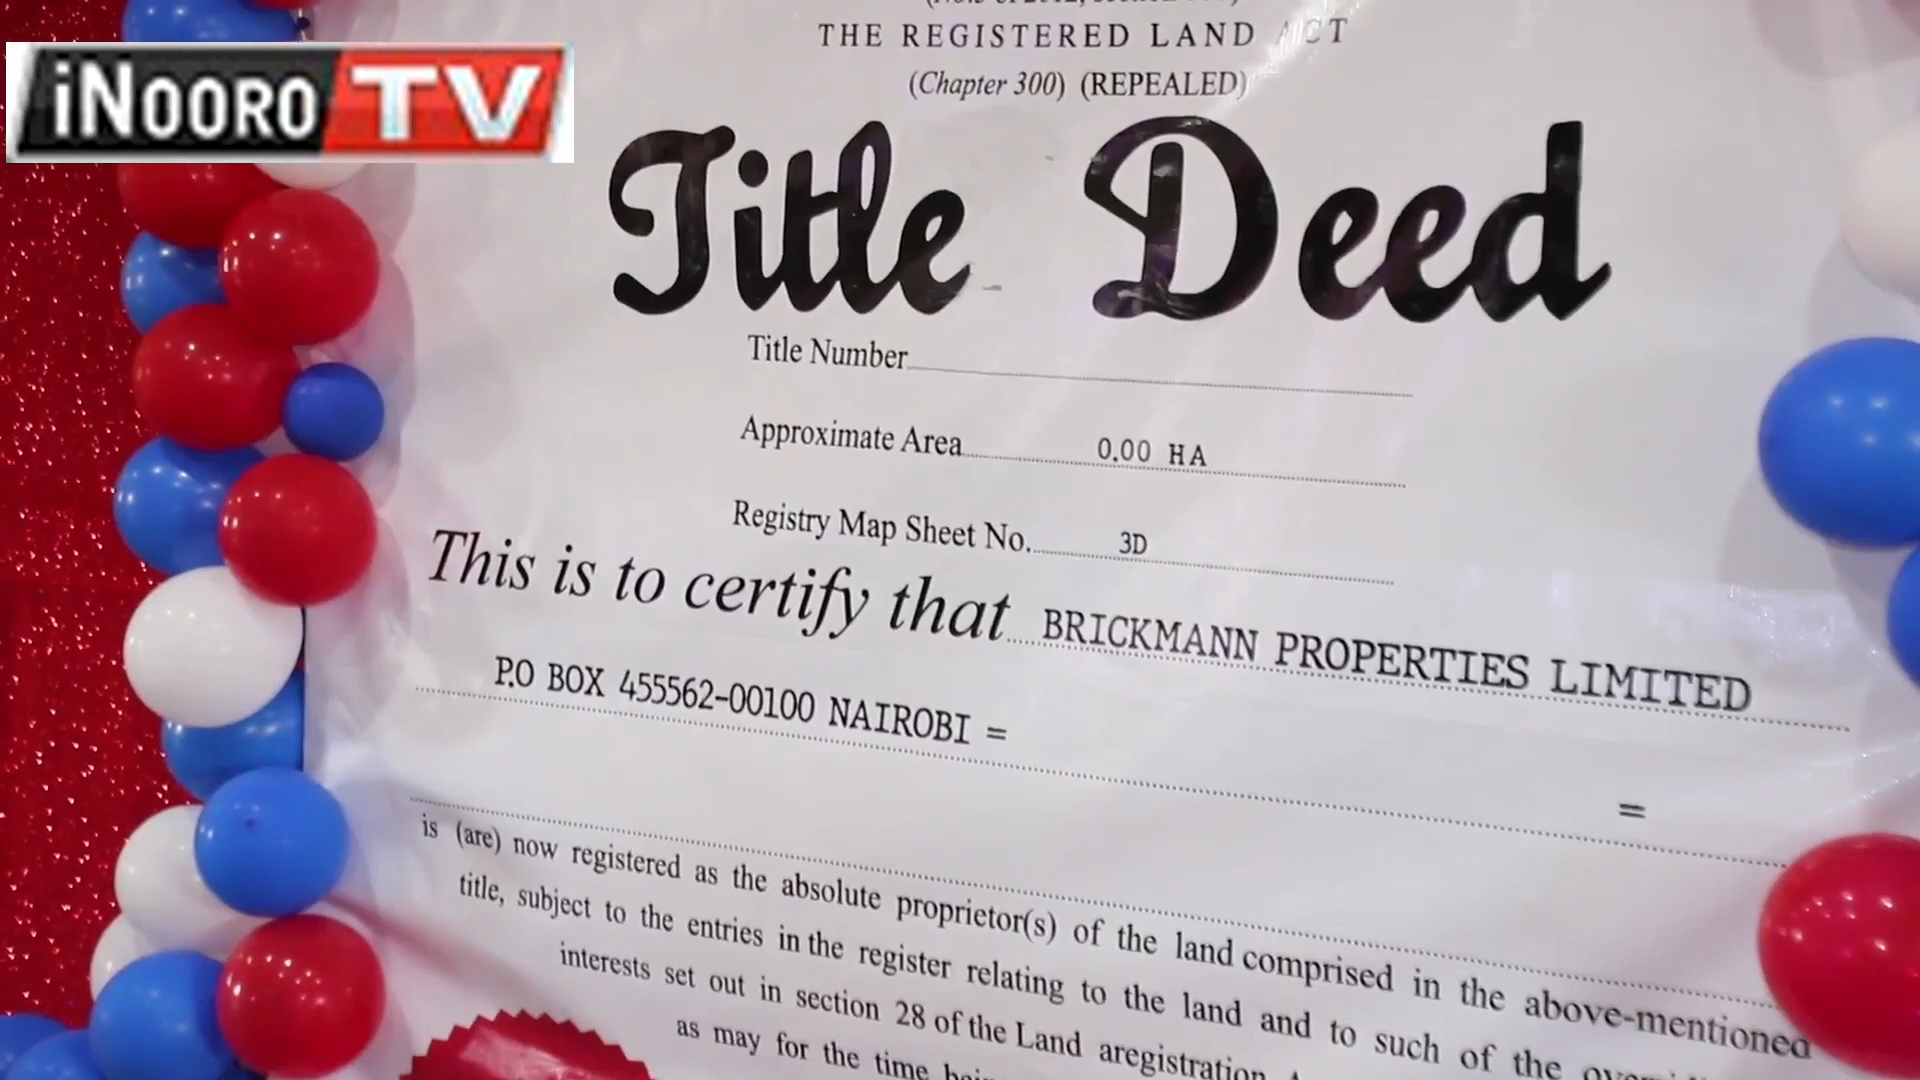 THE REGISTERED LAND ACT
(Chapter 300) (REPEALED)
iNOORO TV
Title Deed
Title Number
Approximate Area 0.00 HA
Registry Map Sheet No. 3D
This is to certify that BRICKMANN PROPERTIES LIMITED
P.O BOX 455562-00100 NAIROBI =
=
is (are) now registered as the absolute proprietor(s) of the land comprised in the above-mentioned
title, subject to the entries in the register relating to the land and to such of the
interests set out in section 28 of the Land aregistration
as may for the time